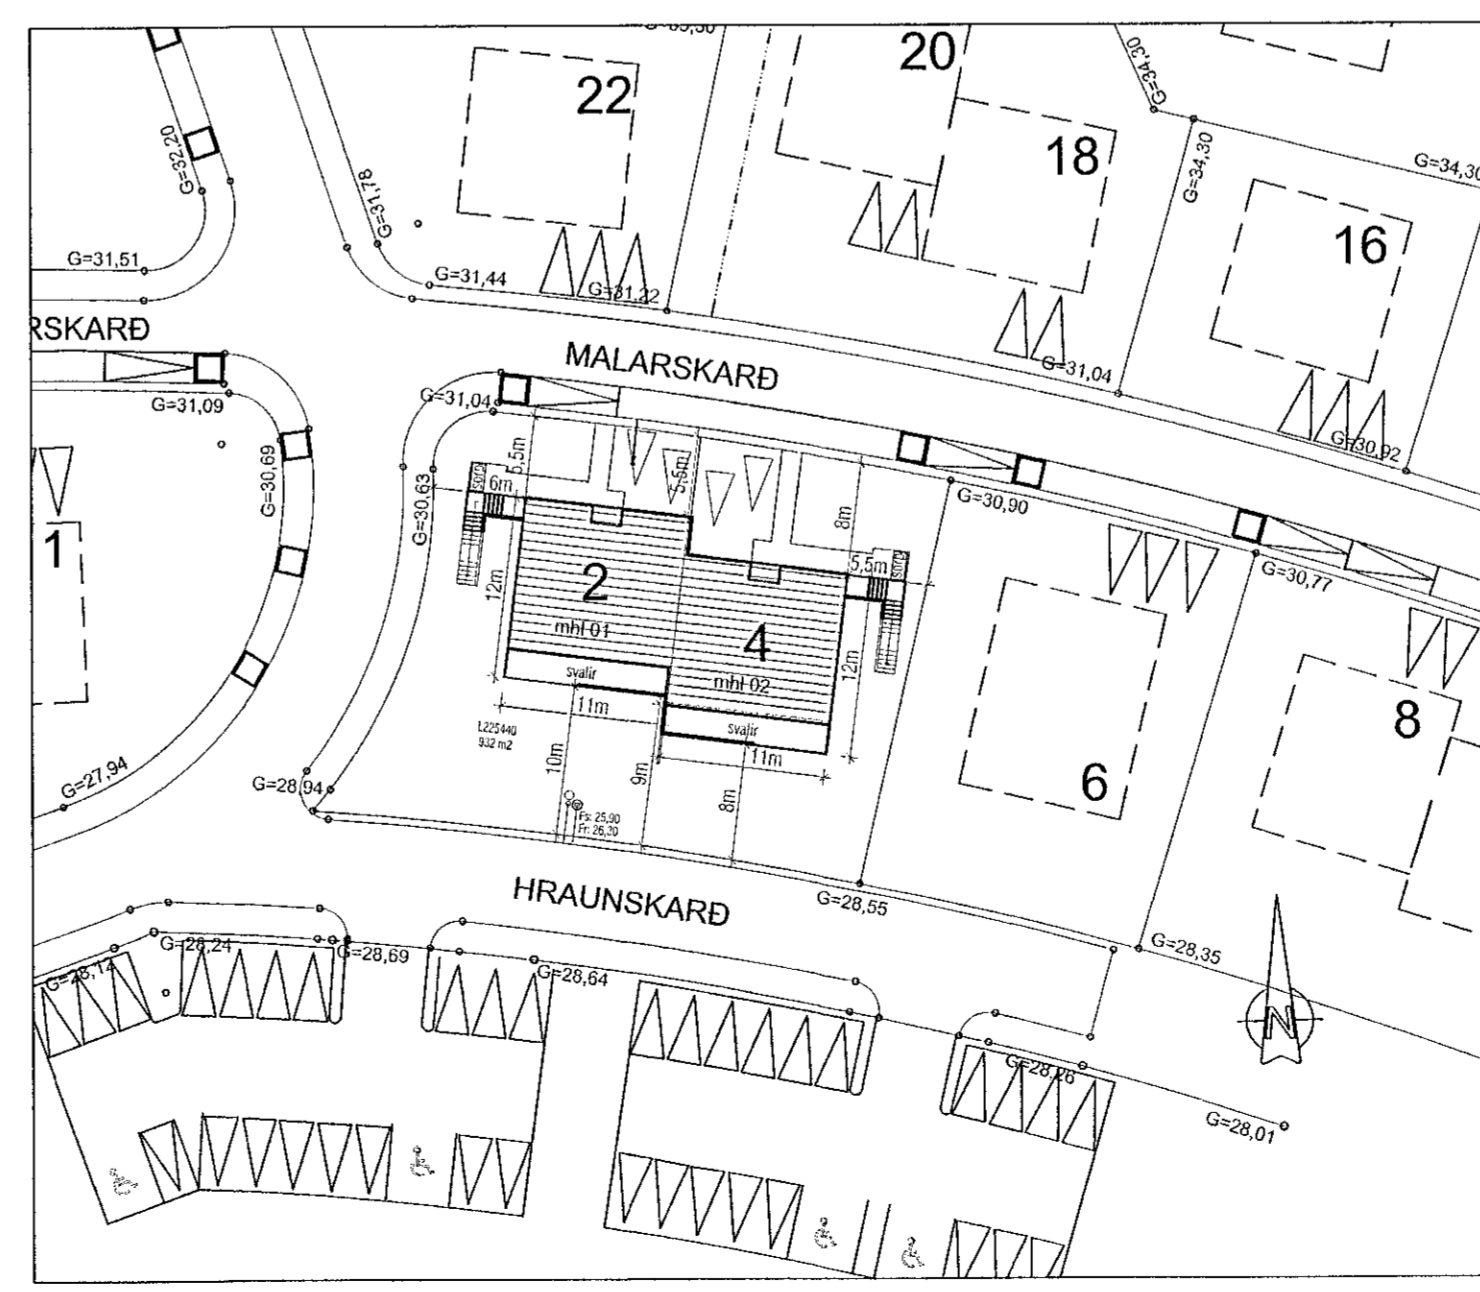 20
22
G=34,30
18
G=34,30
G=34,30
G=32,20
G=31,78
16
G=31,51
G=31,44
G=31,22
RSKARÐ
MALARSKARÐ
G=31,04
G=31,09
G=31,04
G=30,92
5,5m
5,5m
G=30,69
G=30,63
sorp
6m
G=30,90
8m
1
5,5m
sorp
G=30,77
2
12m
mhl 01
4
12m
mhl 02
svalir
11m
svalir
11m
L225440
932 m2
8
6
10m
9m
8m
G=27,94
G=28,94
Fs: 25,90
Fr: 26,20
HRAUNSKARÐ
G=28,55
G=28,24
G=28,69
G=28,64
G=28,35
G=28,14
N
G=28,26
G=28,01